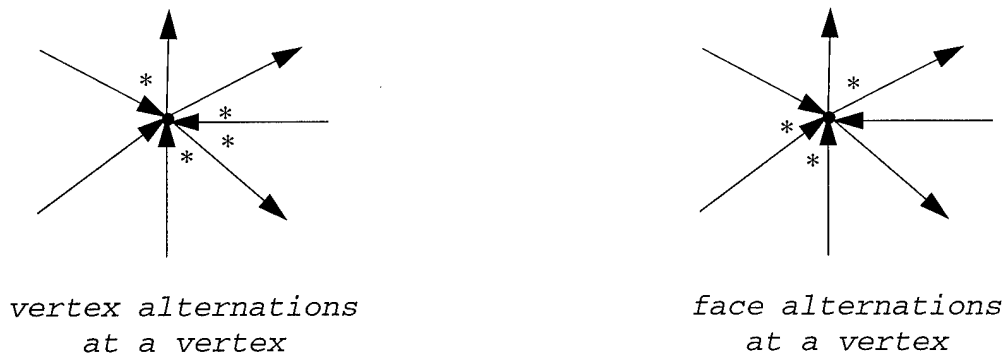 vertex alternations
at a vertex
face alternations
at a vertex